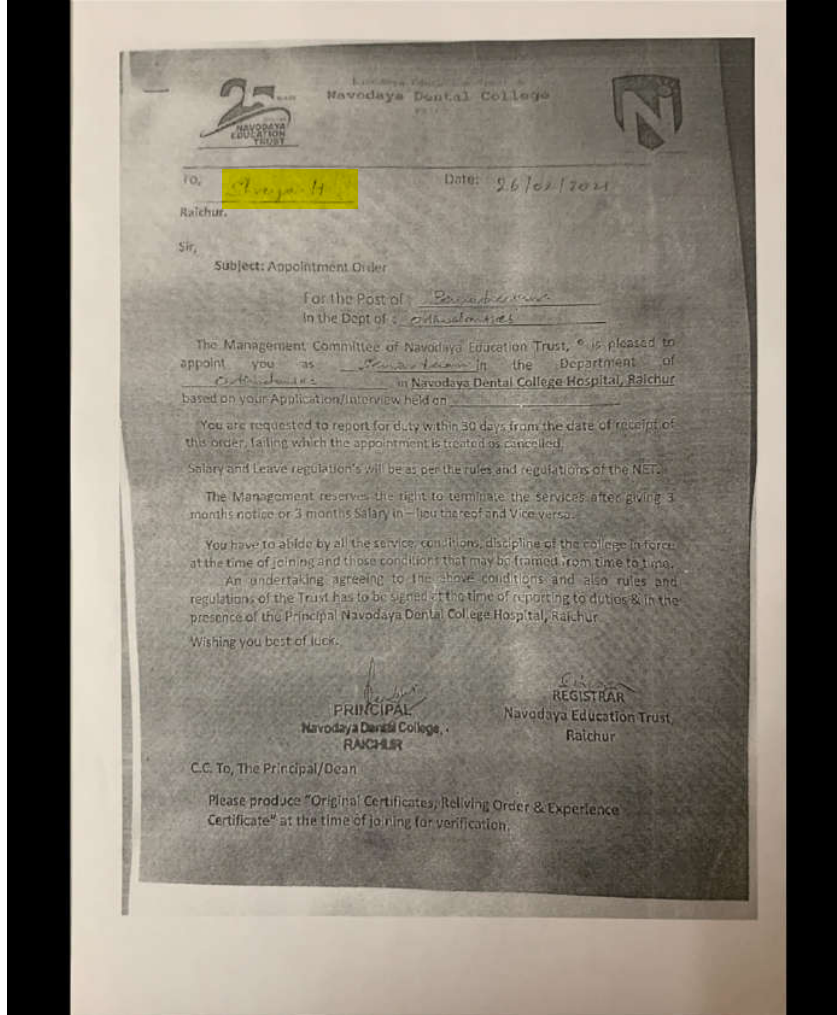 25
NAVODAYA
EDUCATION
TRUST
Navodaya Dental College
N
To,
Date: 26/02/2021
Raichur.
Sir,
Subject: Appointment Order
For the Post of :
In the Dept of :
The Management Committee of Navodaya Education Trust, is pleased to
appoint you as in the Department of
in Navodaya Dental College Hospital, Raichur
based on your Application/Interview held on
You are requested to report for duty within 30 days from the date of receipt of
this order, failing which the appointment is treated as cancelled.
Salary and Leave regulation's will be as per the rules and regulations of the NET.
The Management reserves the right to terminate the services after giving 3
months notice or 3 months Salary in – lieu thereof and Vice versa.
You have to abide by all the service, conditions, discipline of the college in force
at the time of joining and those conditions that may be framed from time to time.
An undertaking agreeing to the above conditions and also rules and
regulations of the Trust has to be signed at the time of reporting to duties & in the
presence of the Principal Navodaya Dental College Hospital, Raichur
Wishing you best of luck.
PRINCIPAL
Navodaya Dental College,
RAICHUR
REGISTRAR
Navodaya Education Trust,
Raichur
C.C. To, The Principal/Dean
Please produce "Original Certificates, Reliving Order & Experience
Certificate" at the time of joining for verification.